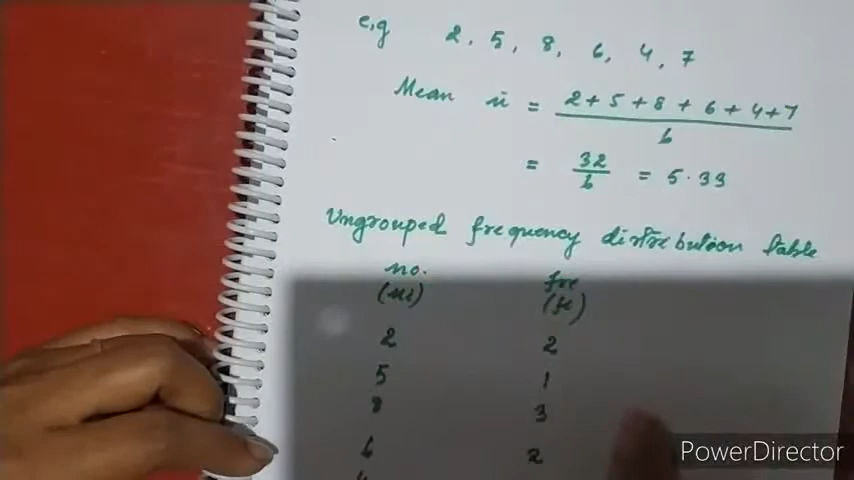 e,g 2, 5, 8, 6, 4, 7
Mean x̄ = 2+5+8+6+4+7 / 6
= 32/6 = 5.33
Ungrouped frequency distribution table
no. fre
(xi) (fi)
2 2
5 1
8 3
6 2
4
PowerDirector